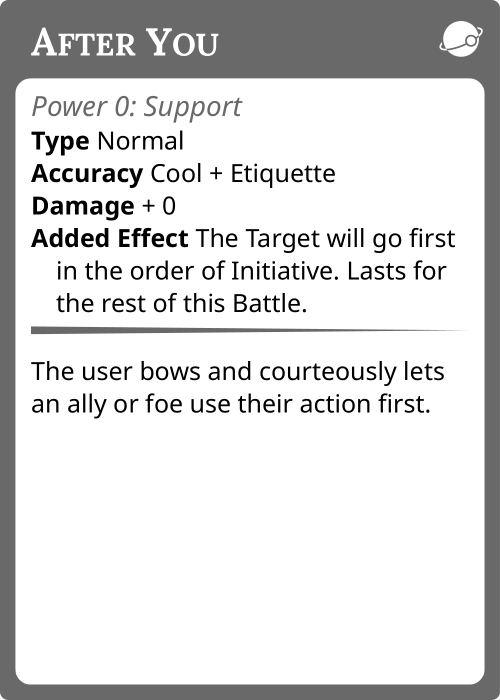 After You
Power 0: Support
Type Normal
Accuracy Cool + Etiquette
Damage + 0
Added Effect The Target will go first
in the order of Initiative. Lasts for
the rest of this Battle.
The user bows and courteously lets
an ally or foe use their action first.